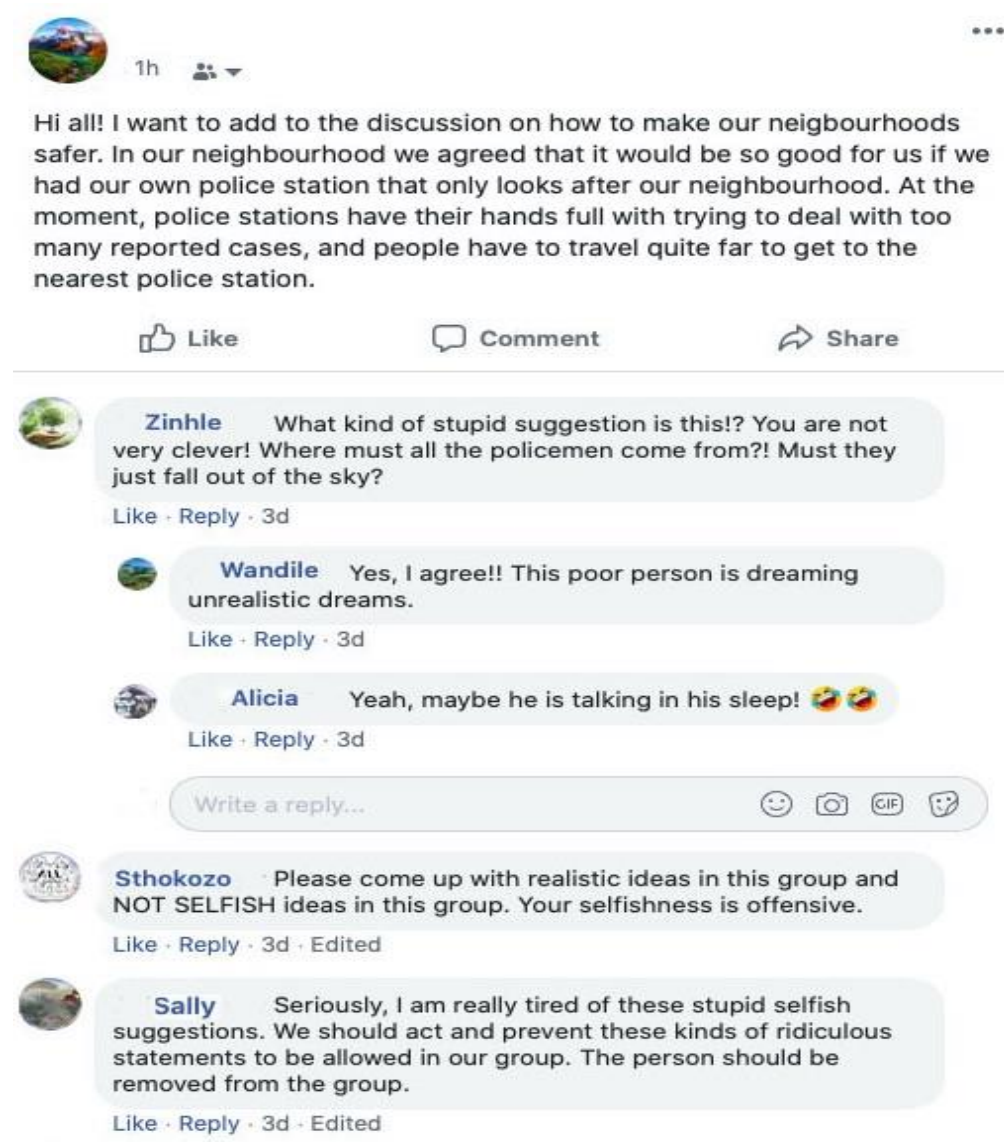 1h
Hi all! I want to add to the discussion on how to make our neigbourhoods
safer. In our neighbourhood we agreed that it would be so good for us if we
had our own police station that only looks after our neighbourhood. At the
moment, police stations have their hands full with trying to deal with too
many reported cases, and people have to travel quite far to get to the
nearest police station.
Like Comment Share
Zinhle What kind of stupid suggestion is this!? You are not
very clever! Where must all the policemen come from?! Must they
just fall out of the sky?
Like · Reply · 3d
Wandile Yes, I agree!! This poor person is dreaming
unrealistic dreams.
Like · Reply · 3d
Alicia Yeah, maybe he is talking in his sleep! 🤣🤣
Like · Reply · 3d
Write a reply...
GIF
Sthokozo Please come up with realistic ideas in this group and
NOT SELFISH ideas in this group. Your selfishness is offensive.
Like · Reply · 3d · Edited
Sally Seriously, I am really tired of these stupid selfish
suggestions. We should act and prevent these kinds of ridiculous
statements to be allowed in our group. The person should be
removed from the group.
Like · Reply · 3d · Edited